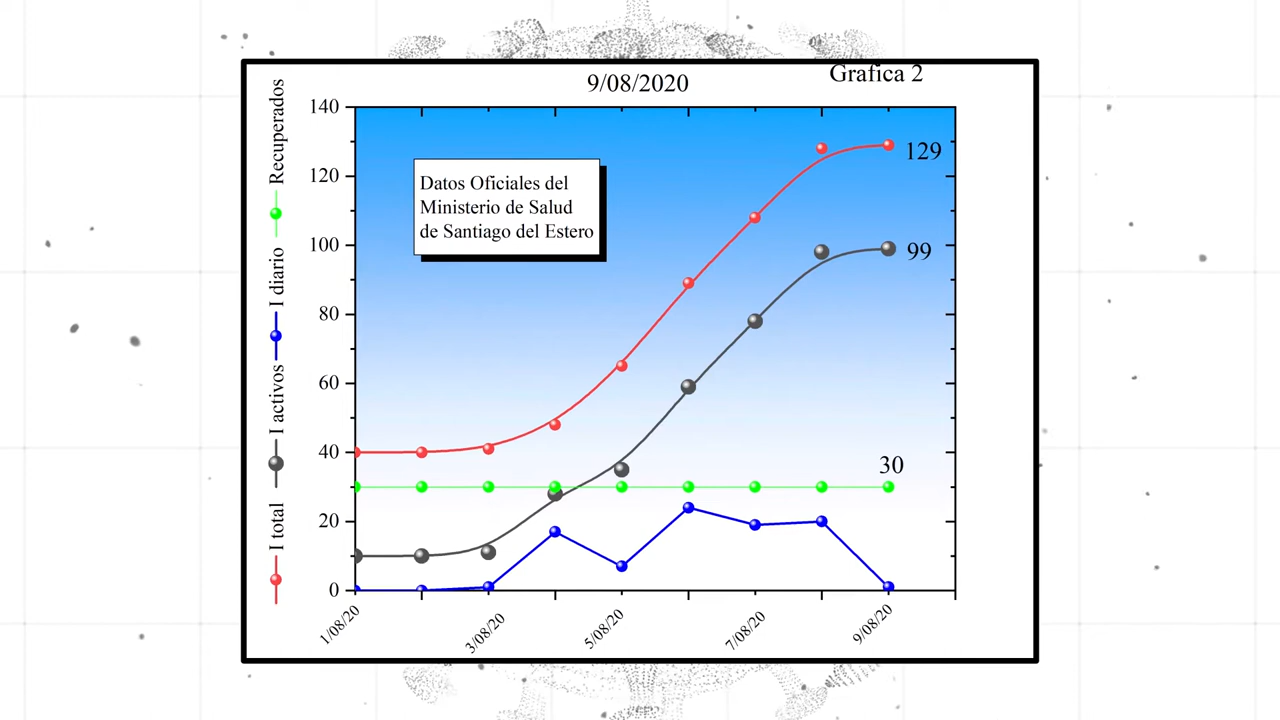 9/08/2020
Grafica 2
Recuperados
I diario
I activos
I total
140
120
100
80
60
40
20
0
Datos Oficiales del
Ministerio de Salud
de Santiago del Estero
129
99
30
1/08/20
3/08/20
5/08/20
7/08/20
9/08/20